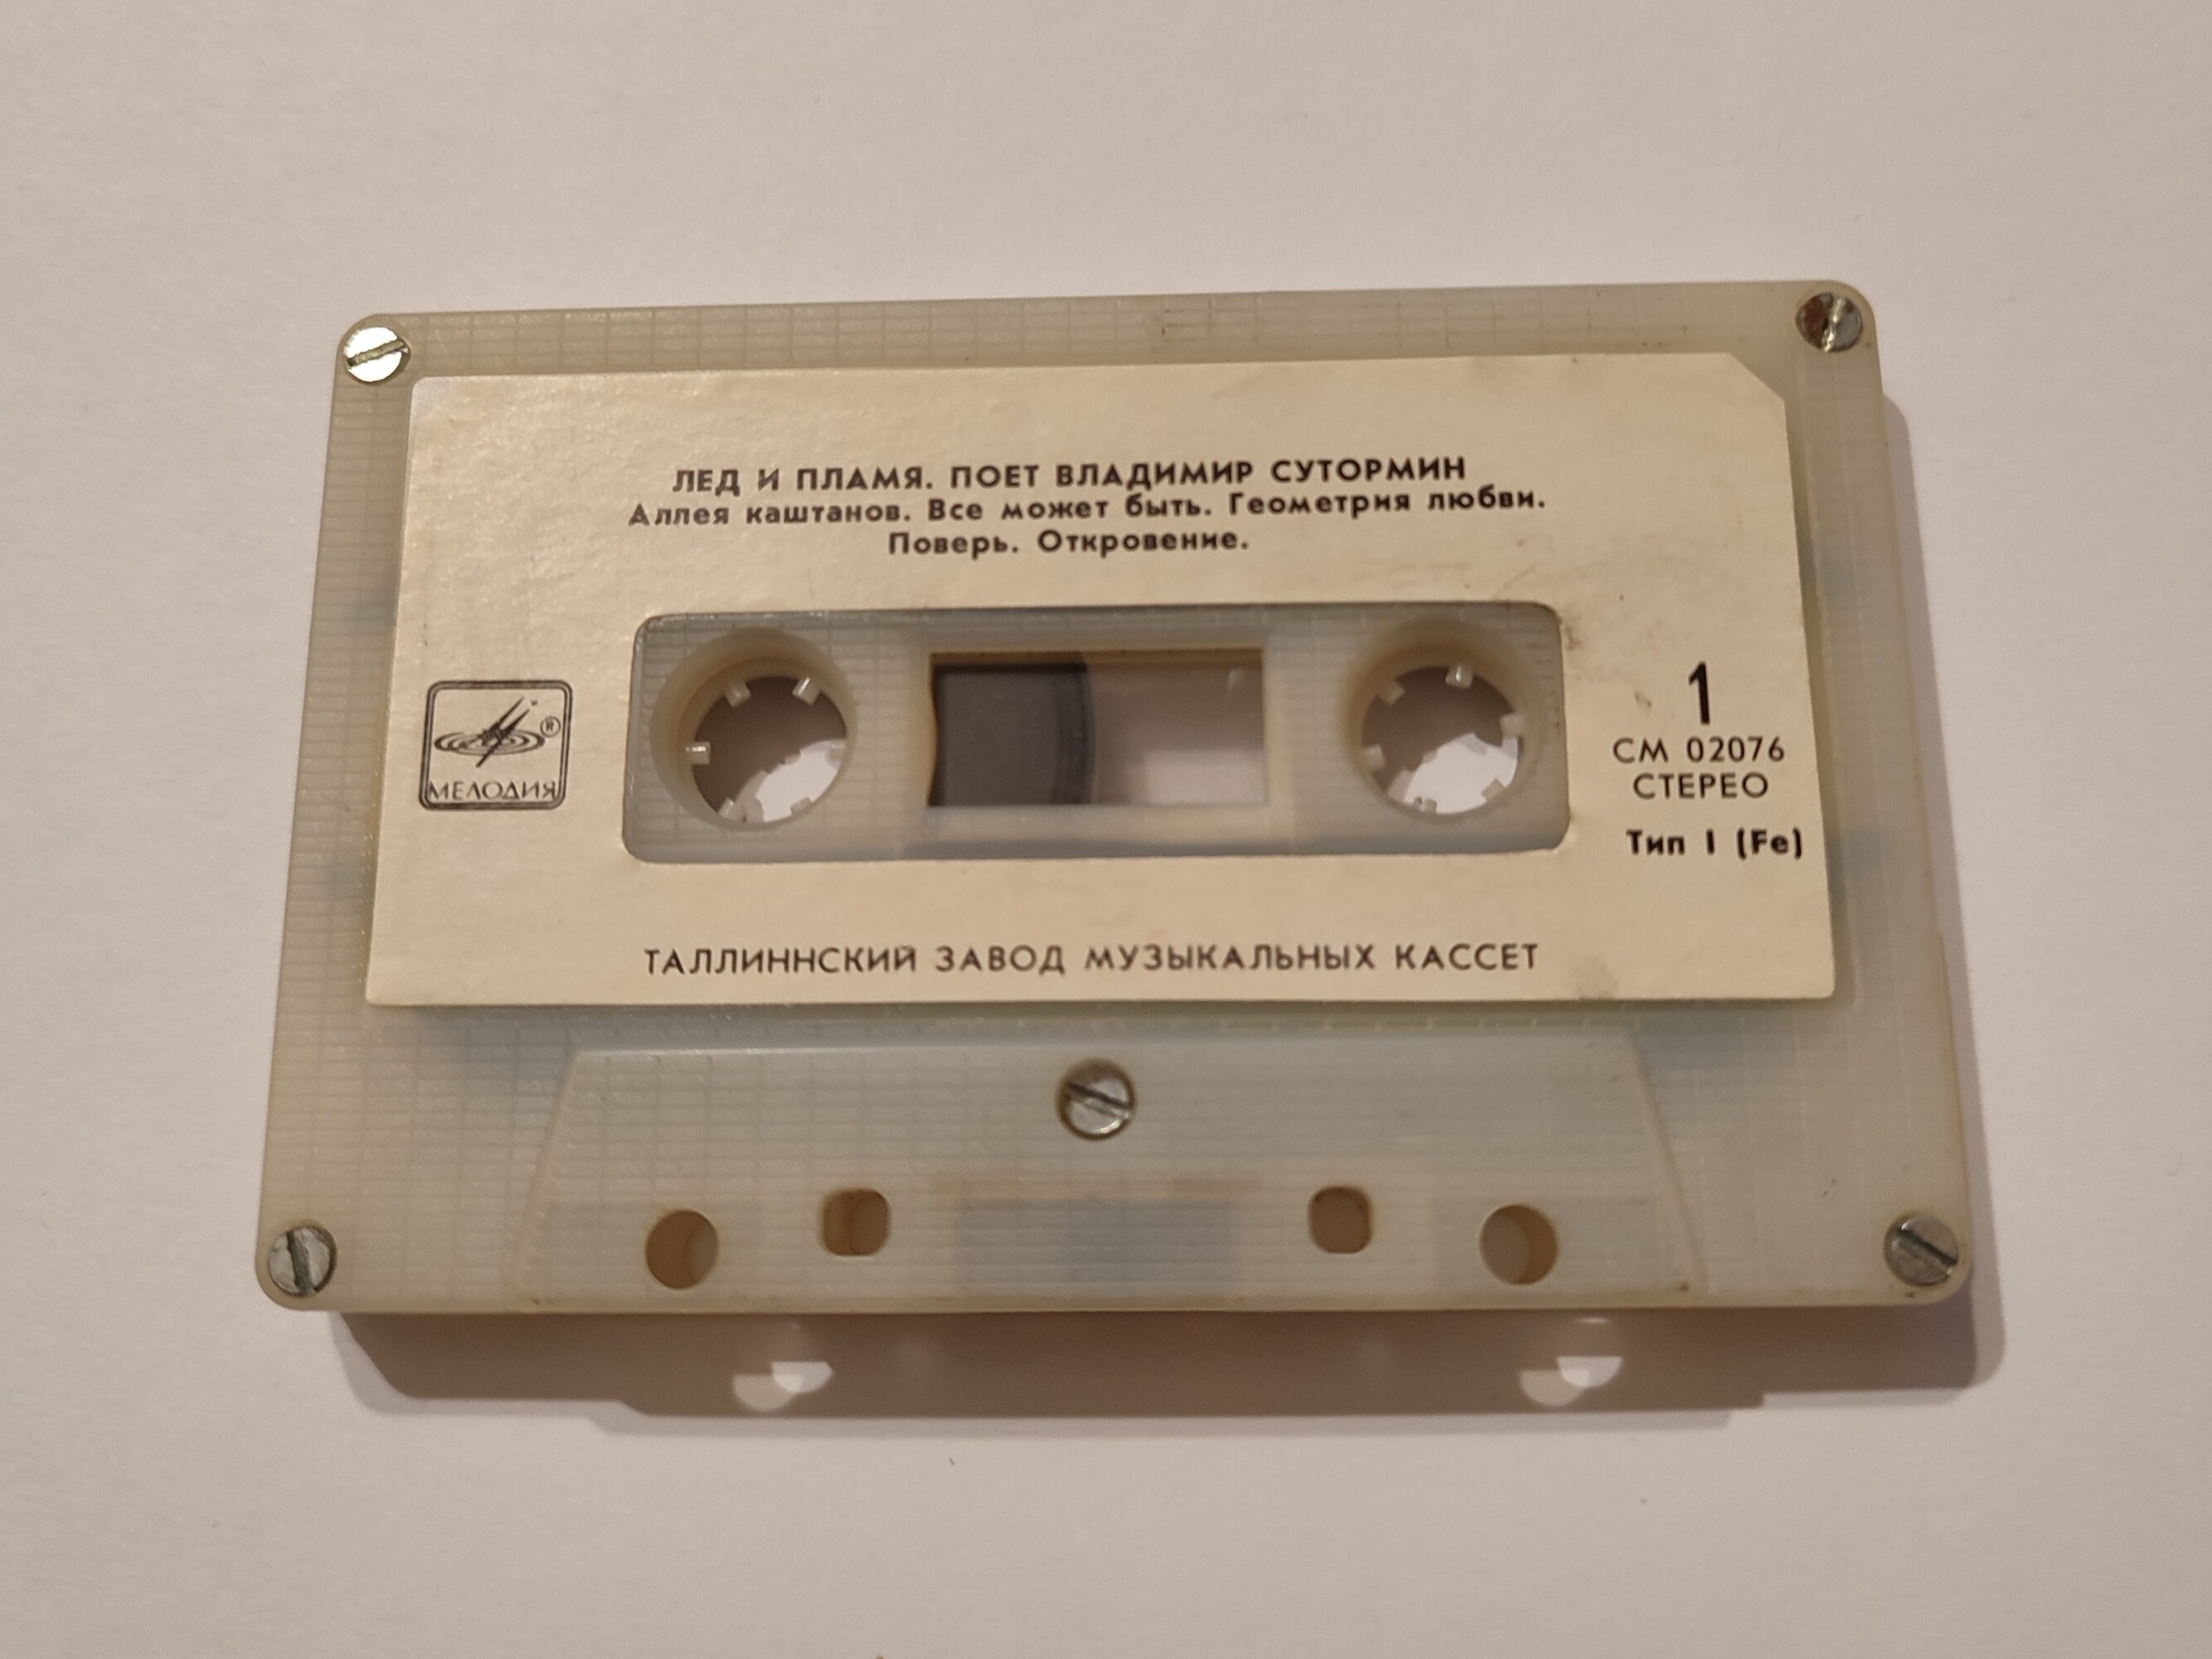 ЛЕД И ПЛАМЯ. ПОЕТ ВЛАДИМИР СУТОРМИН
Аллея каштанов. Все может быть. Геометрия любви.
Поверь. Откровение.
®
МЕЛОДИЯ
1
СМ 02076
СТЕРЕО
Тип I (Fe)
ТАЛЛИННСКИЙ ЗАВОД МУЗЫКАЛЬНЫХ КАССЕТ